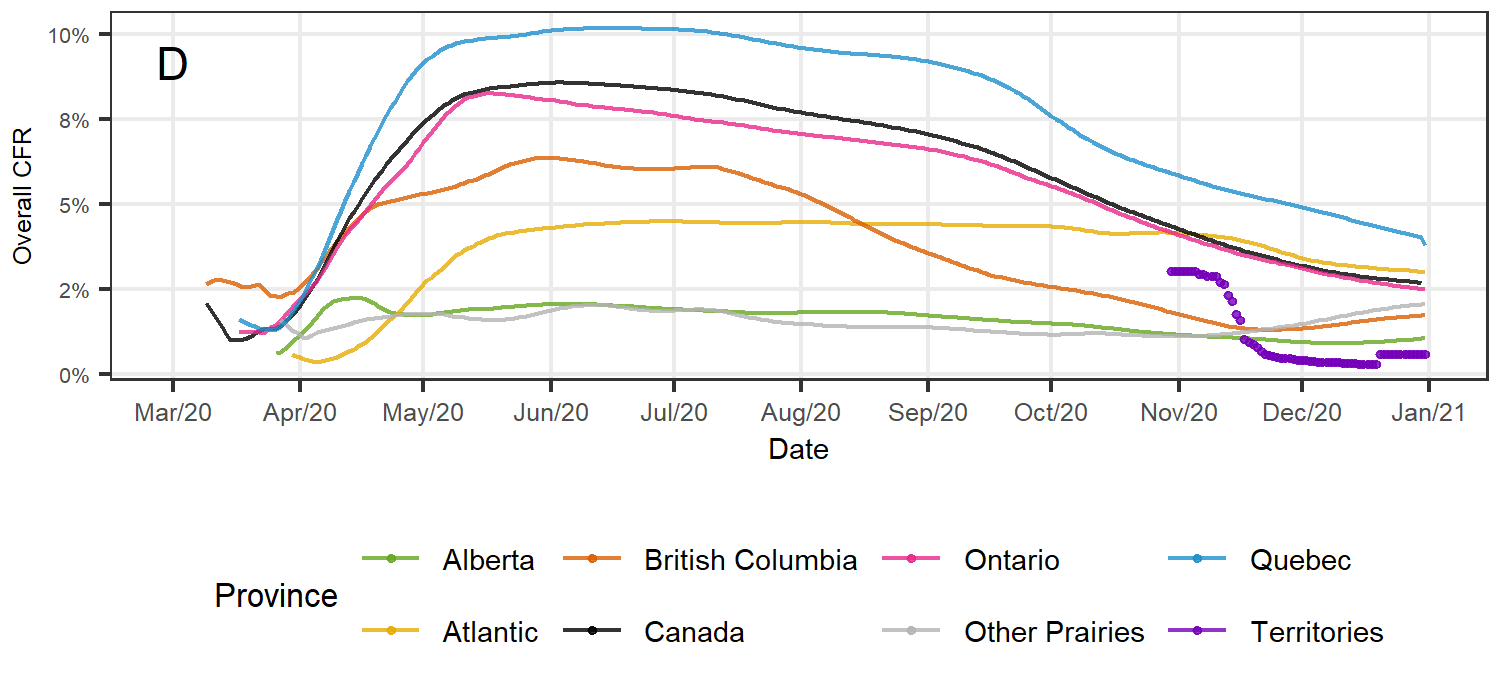 D
10%
8%
5%
2%
0%
Overall CFR
Mar/20 Apr/20 May/20 Jun/20 Jul/20 Aug/20 Sep/20 Oct/20 Nov/20 Dec/20 Jan/21
Date
Province
Alberta British Columbia Ontario Quebec
Atlantic Canada Other Prairies Territories